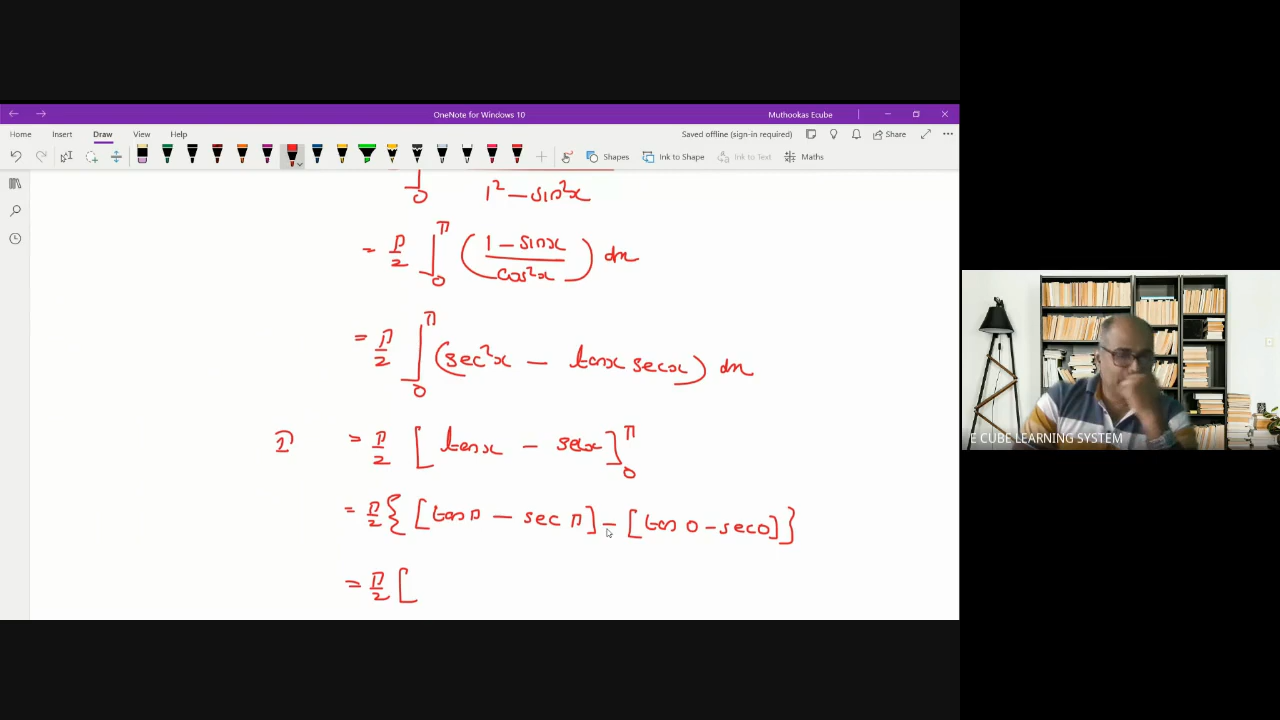 OneNote for Windows 10
Muthookas Ecube
Home Insert Draw View Help
Saved offline (sign-in required) Share
Shapes Ink to Shape Ink to Text Maths
0 1² – sin²x
= π/2 ∫₀^π ( (1 – sinx) / cos²x ) dx
= π/2 ∫₀^π (sec²x – tanx secx) dx
I = π/2 [tanx – secx]₀^π
= π/2 { [tan π – sec π] – [tan 0 – sec 0] }
= π/2 [
E CUBE LEARNING SYSTEM